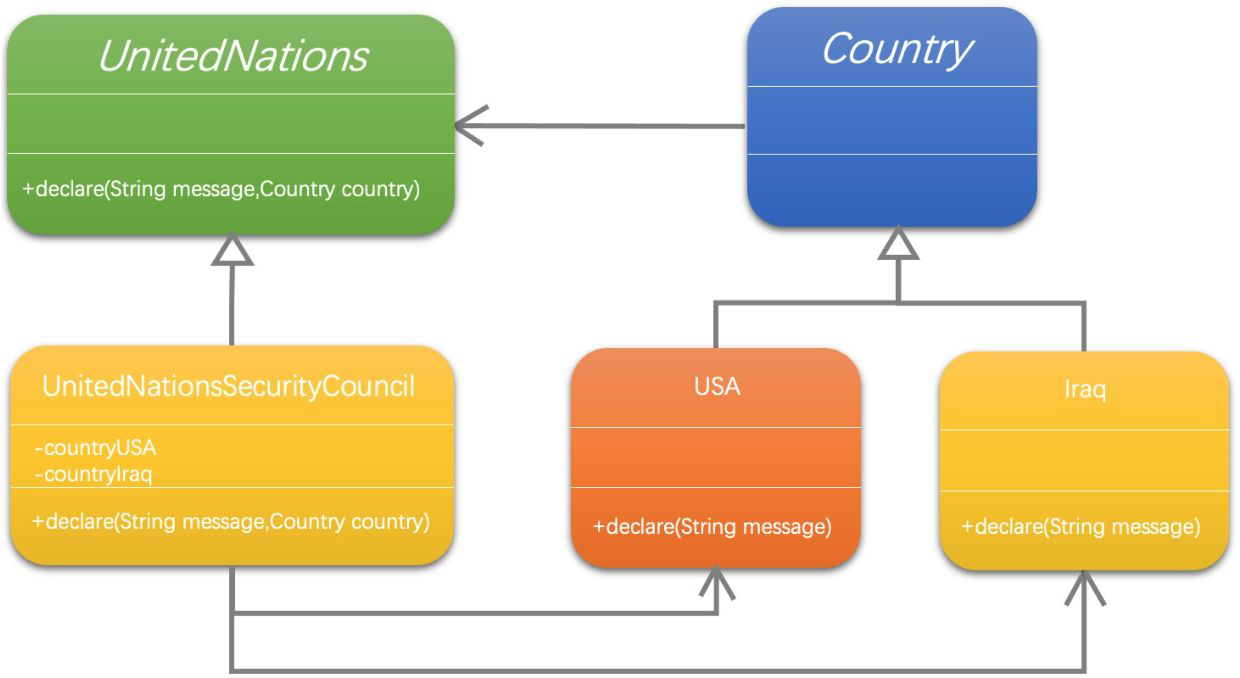 UnitedNations
+declare(String message,Country country)
Country
UnitedNationsSecurityCouncil
-countryUSA
-countryIraq
+declare(String message,Country country)
USA
+declare(String message)
Iraq
+declare(String message)